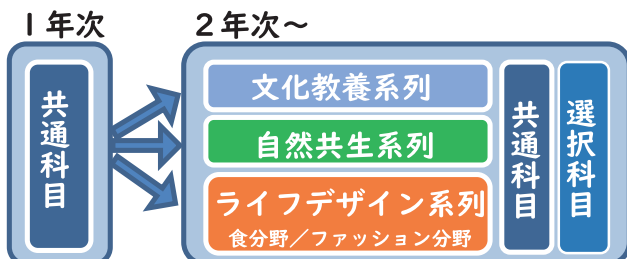 1年次
2年次～
共通科目
文化教養系列
自然共生系列
ライフデザイン系列
食分野／ファッション分野
共通科目
選択科目